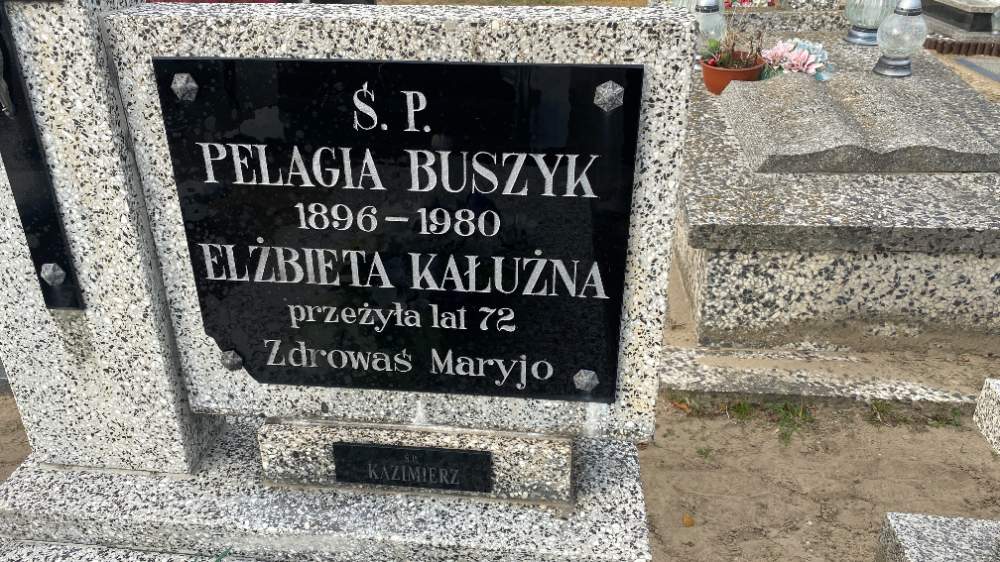 Ś. P.
PELAGIA BUSZYK
1896 – 1980
ELŻBIETA KAŁUŻNA
przeżyła lat 72
Zdrowaś Maryjo
Ś.P.
KAZIMIERZ